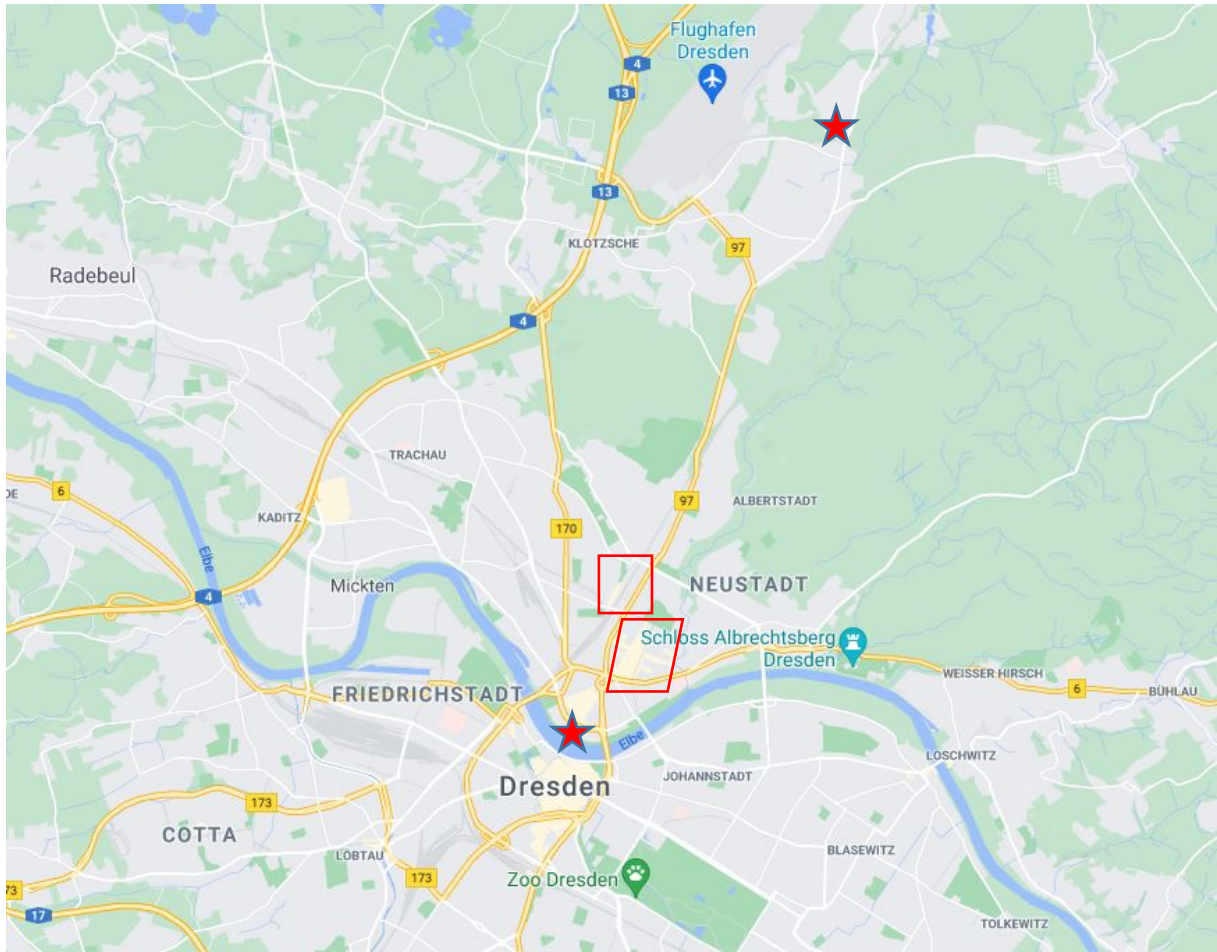 Flughafen
Dresden
4
13
13
KLOTZSCHE
97
Radebeul
4
TRACHAU
6
97
ALBERTSTADT
KADITZ
170
Elbe
Mickten
NEUSTADT
4
Schloss Albrechtsberg
Dresden
WEISSER HIRSCH
6
BÜHLAU
FRIEDRICHSTADT
Elbe
LOSCHWITZ
Dresden
JOHANNSTADT
173
COTTA
LÖBTAU
BLASEWITZ
173
Zoo Dresden
73
17
TOLKEWITZ